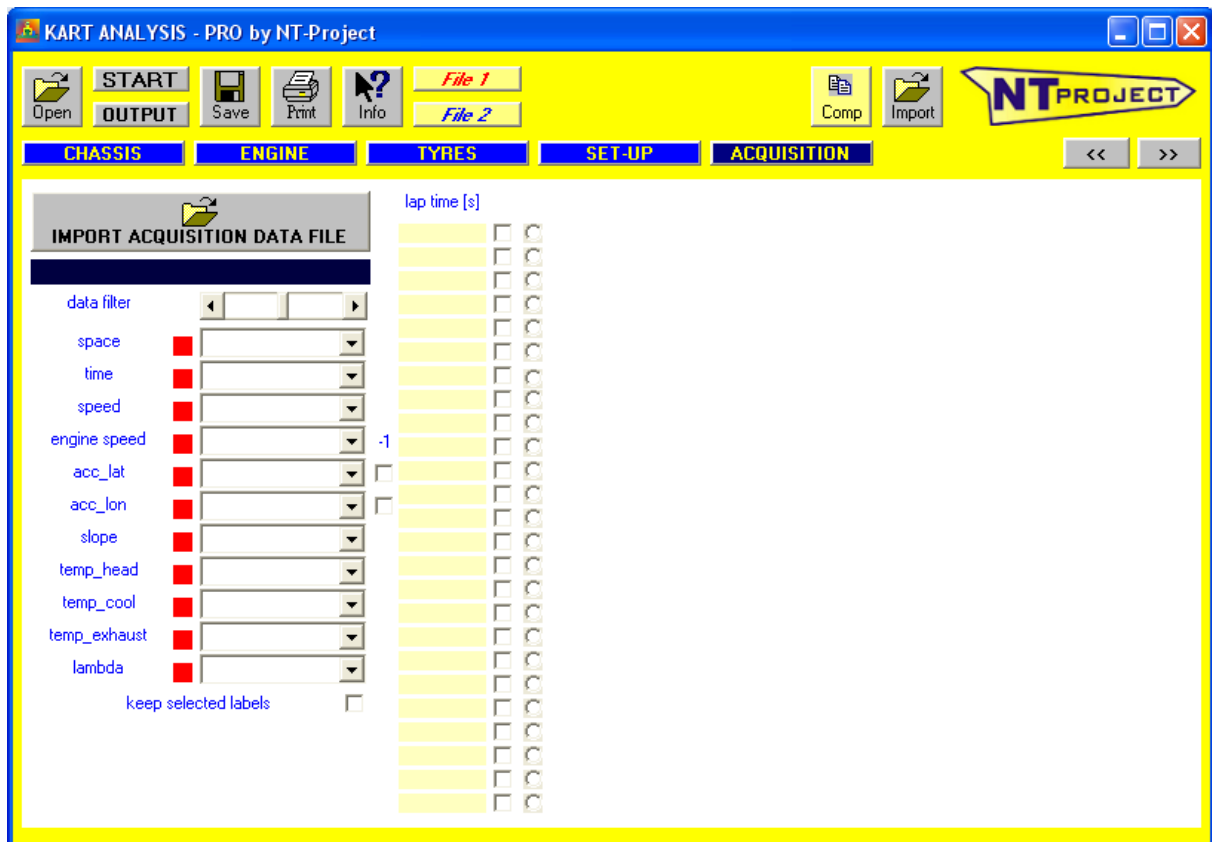 KART ANALYSIS - PRO by NT-Project
Open
START
OUTPUT
Save
Print
Info
File 1
File 2
Comp
Import
NT PROJECT
CHASSIS ENGINE TYRES SET-UP ACQUISITION << >>
IMPORT ACQUISITION DATA FILE
lap time [s]
data filter
space
time
speed
engine speed -1
acc_lat
acc_lon
slope
temp_head
temp_cool
temp_exhaust
lambda
keep selected labels